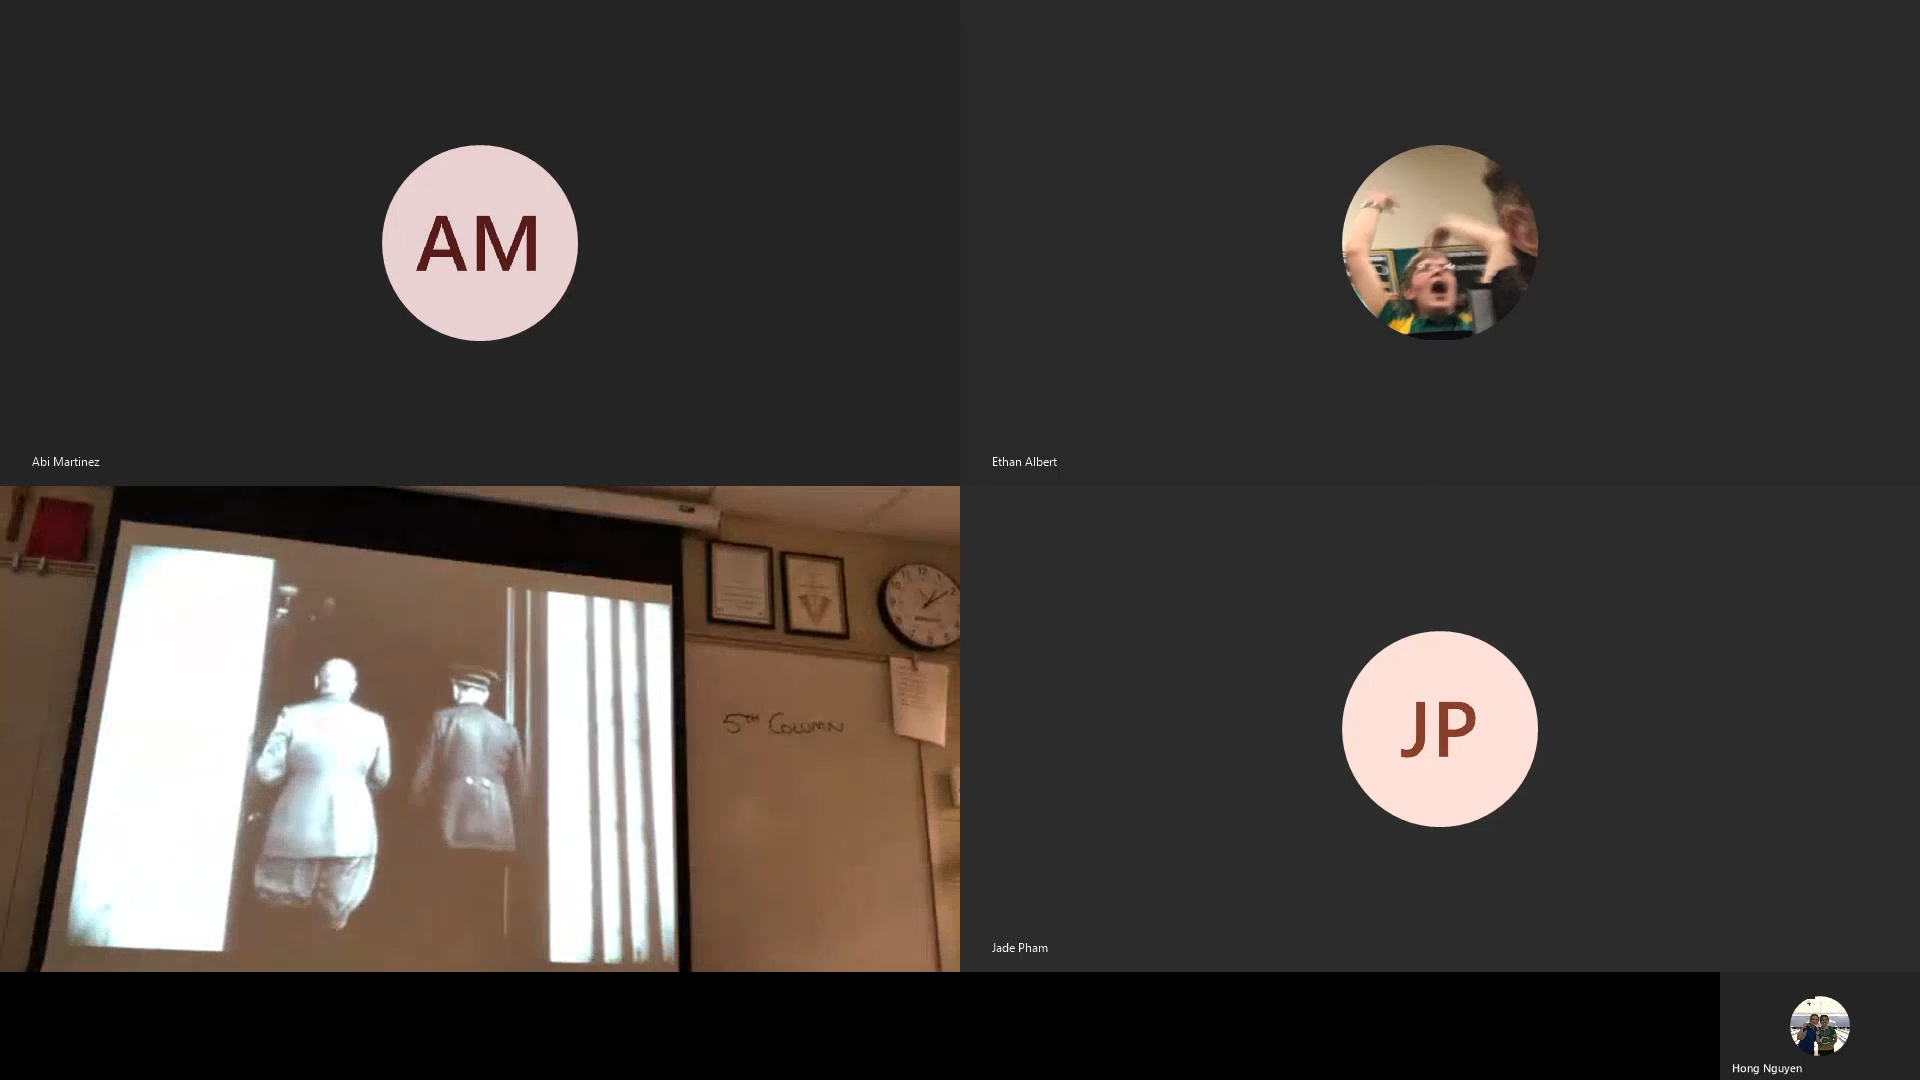 AM
Abi Martinez
Ethan Albert
5TH COLUMN
JP
Jade Pham
Hong Nguyen